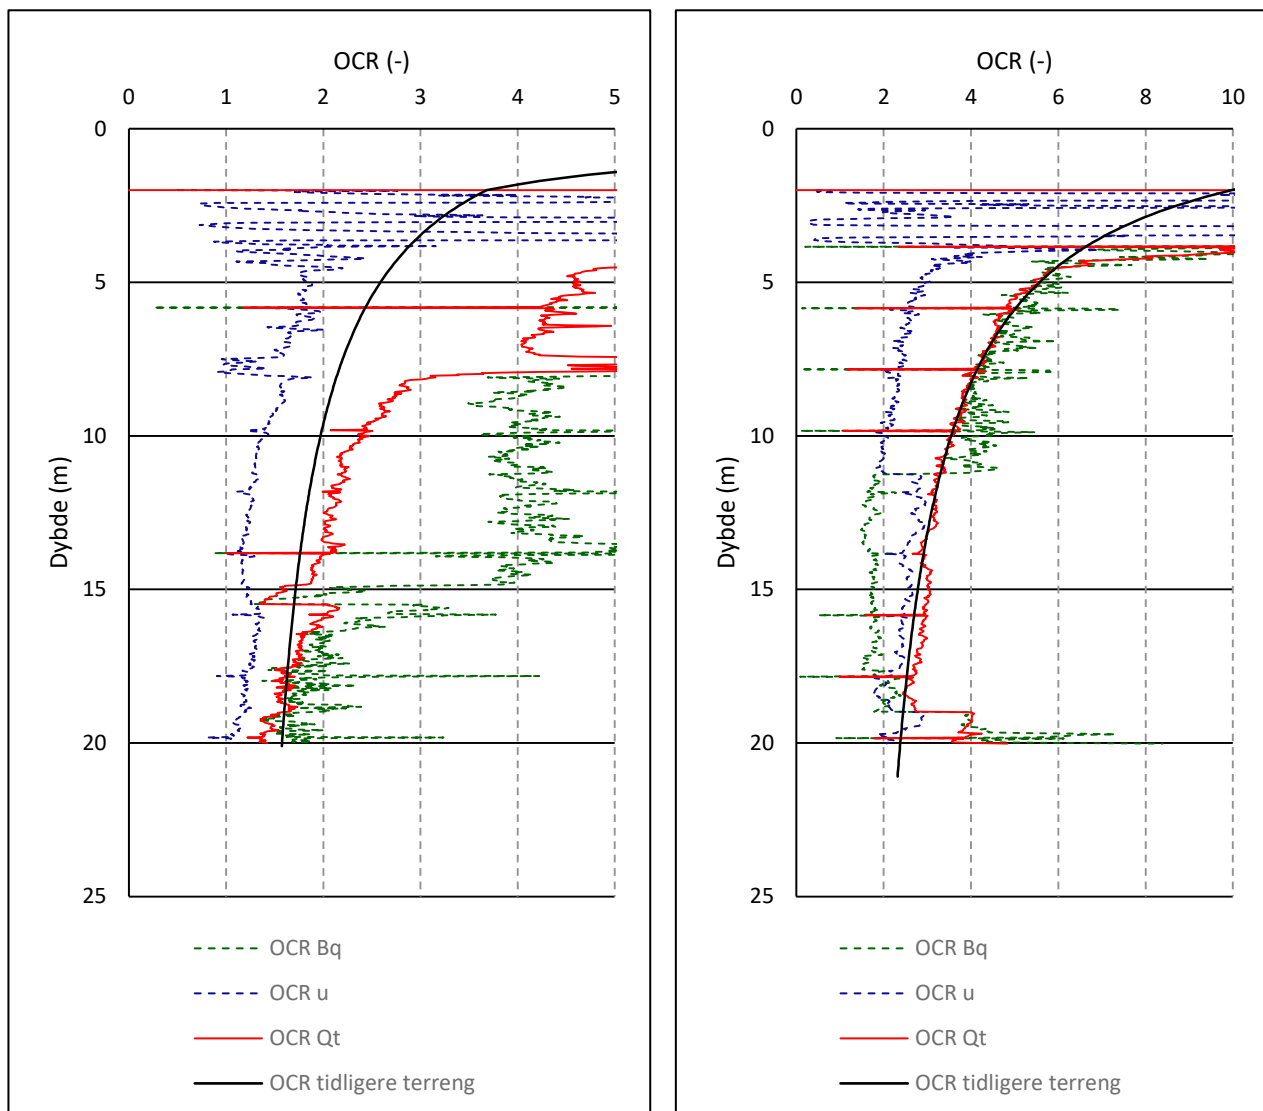 OCR (-)
0 1 2 3 4 5
0
5
10
15
20
25
Dybde (m)
OCR Bq
OCR u
OCR Qt
OCR tidligere terreng
OCR (-)
0 2 4 6 8 10
0
5
10
15
20
25
Dybde (m)
OCR Bq
OCR u
OCR Qt
OCR tidligere terreng